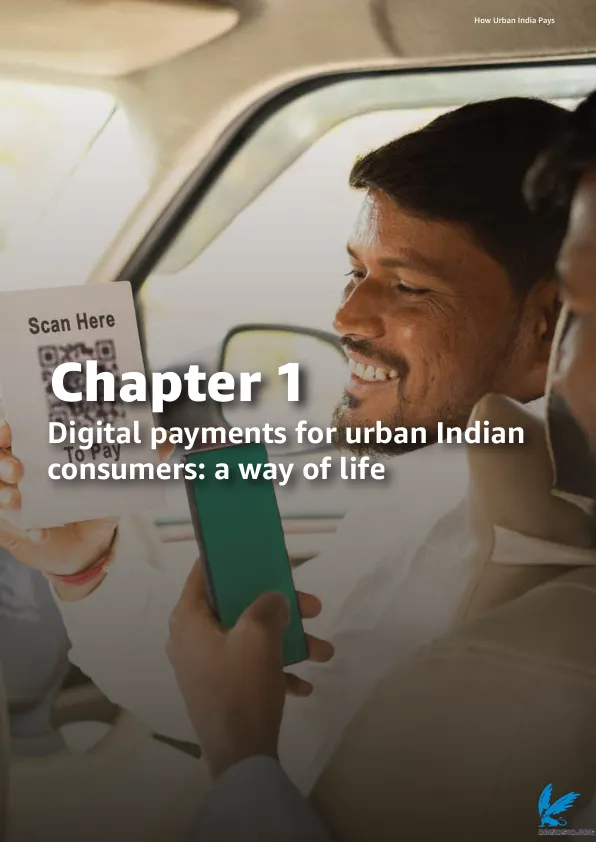 How Urban India Pays
Scan Here
Chapter 1
Digital payments for urban Indian
To Pay
consumers: a way of life